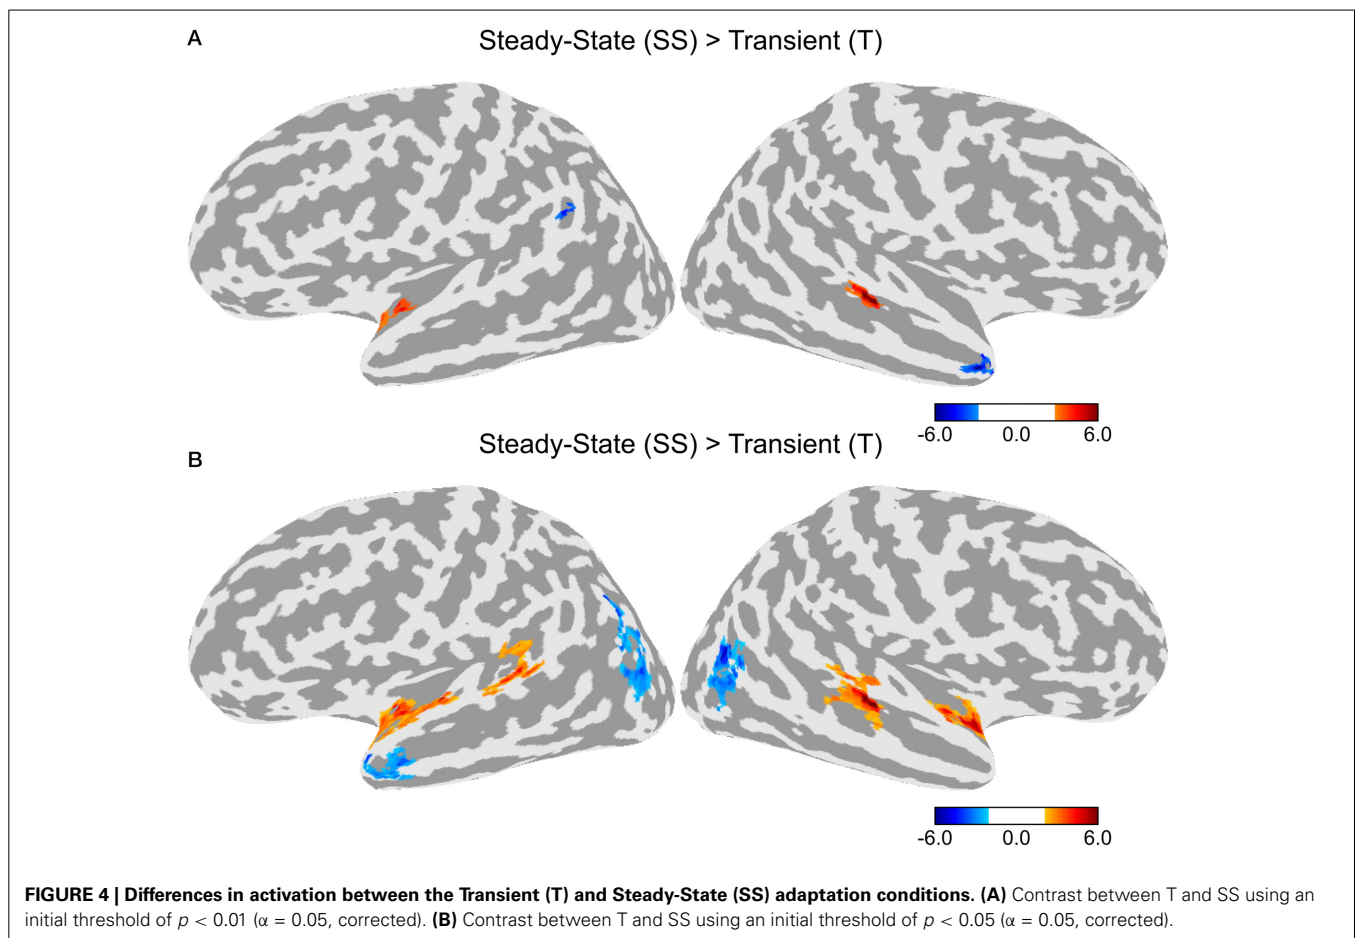 A
Steady-State (SS) > Transient (T)
-6.0 0.0 6.0
Steady-State (SS) > Transient (T)
B
-6.0 0.0 6.0
FIGURE 4 | Differences in activation between the Transient (T) and Steady-State (SS) adaptation conditions. (A) Contrast between T and SS using an
initial threshold of p < 0.01 (α = 0.05, corrected). (B) Contrast between T and SS using an initial threshold of p < 0.05 (α = 0.05, corrected).